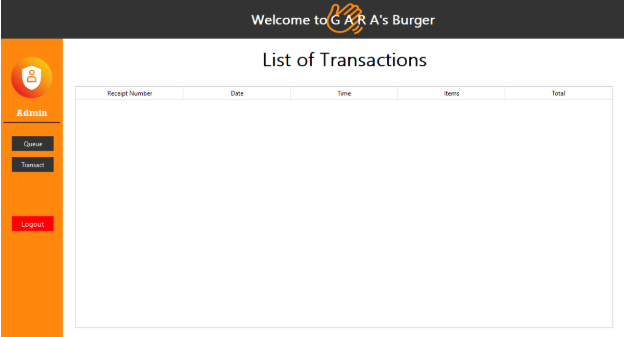 Welcome to G A R A's Burger
List of Transactions
Admin
Queue
Transact
Logout
Receipt Number Date Time Items Total